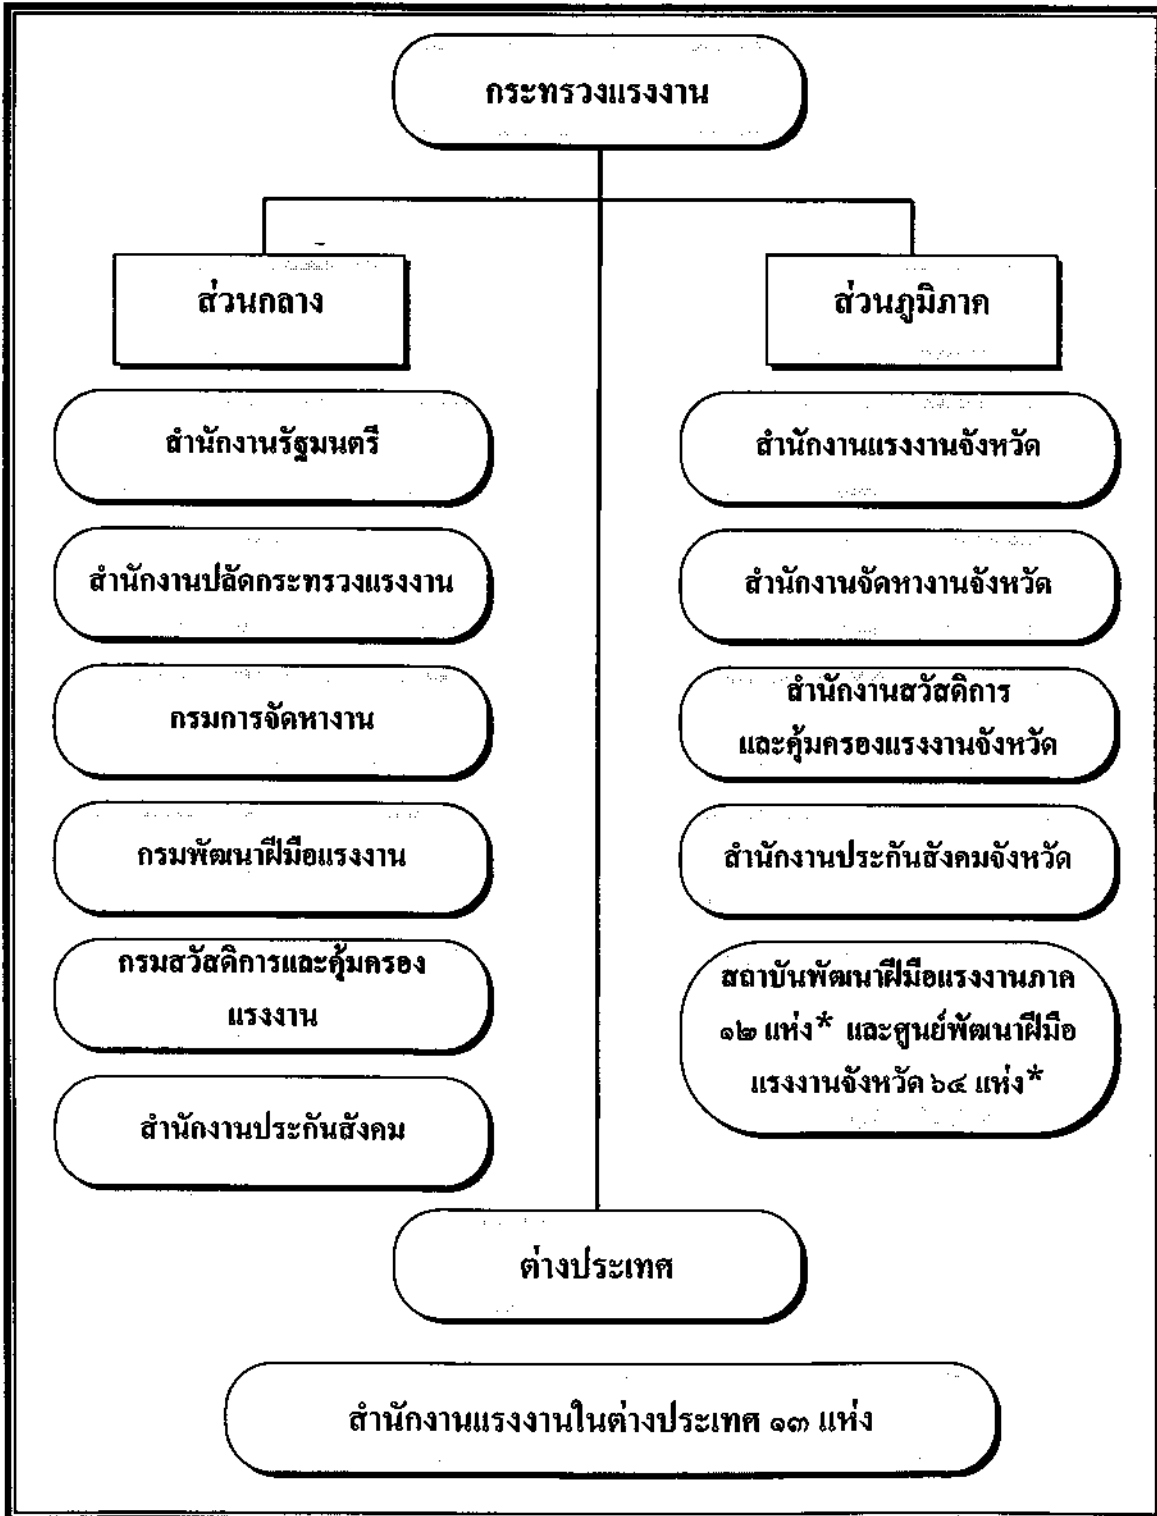 กระทรวงแรงงาน
ส่วนกลาง
สำนักงานรัฐมนตรี
สำนักงานปลัดกระทรวงแรงงาน
กรมการจัดหางาน
กรมพัฒนาฝีมือแรงงาน
กรมสวัสดิการและคุ้มครอง
แรงงาน
สำนักงานประกันสังคม
ส่วนภูมิภาค
สำนักงานแรงงานจังหวัด
สำนักงานจัดหางานจังหวัด
สำนักงานสวัสดิการ
และคุ้มครองแรงงานจังหวัด
สำนักงานประกันสังคมจังหวัด
สถาบันพัฒนาฝีมือแรงงานภาค
๑๒ แห่ง* และศูนย์พัฒนาฝีมือ
แรงงานจังหวัด ๖๔ แห่ง*
ต่างประเทศ
สำนักงานแรงงานในต่างประเทศ ๑๓ แห่ง